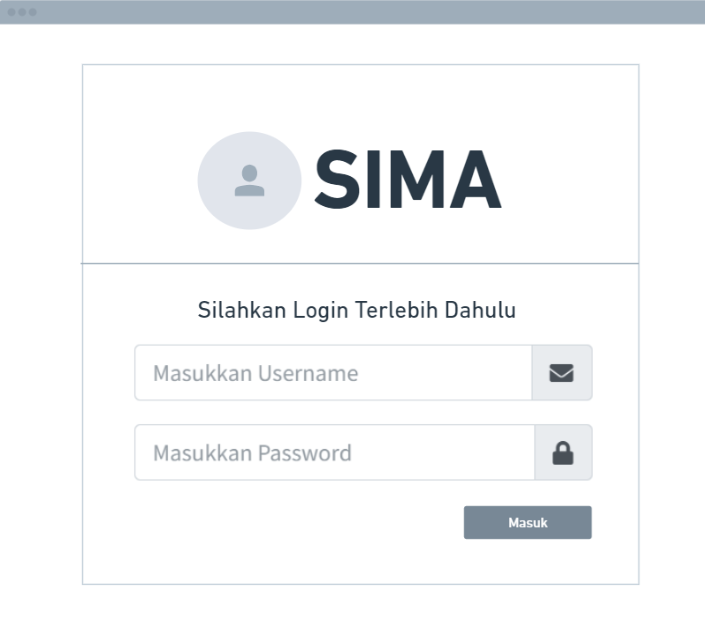 SIMA
Silahkan Login Terlebih Dahulu
Masukkan Username
Masukkan Password
Masuk